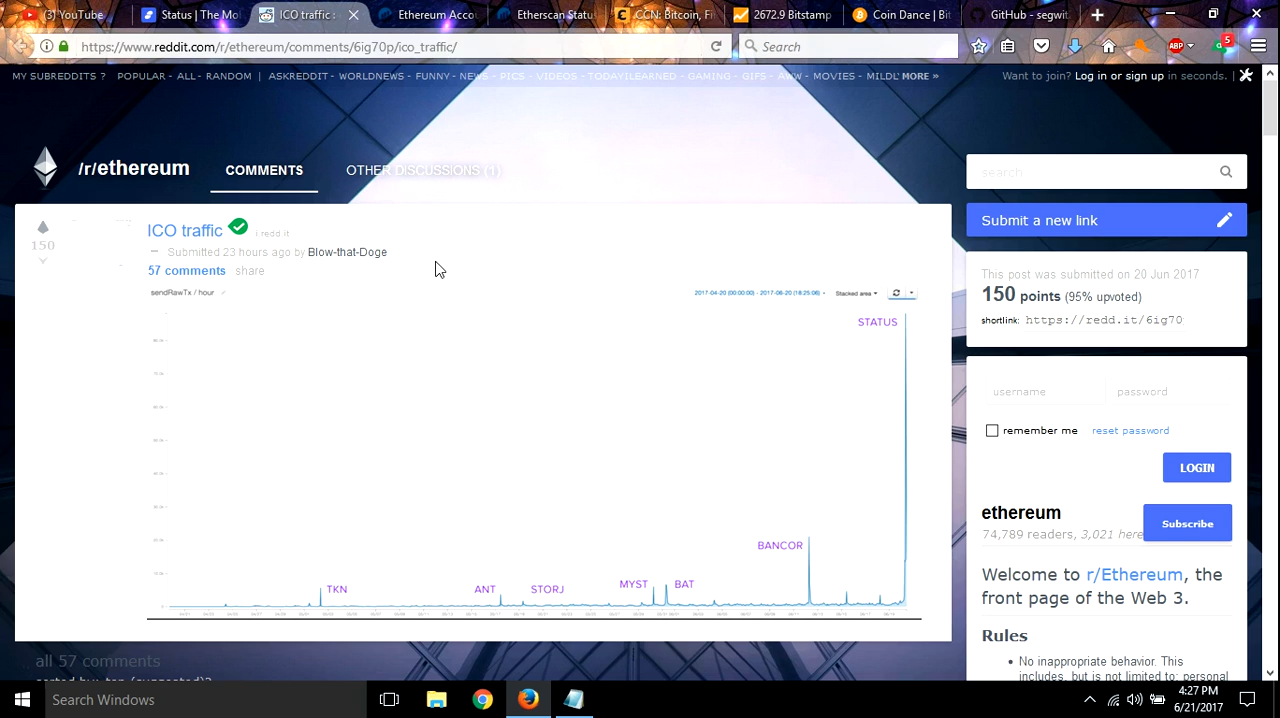 (3) YouTube
Status | The Mo
ICO traffic :
Ethereum Acco
Etherscan Statu
CCN: Bitcoin, Fi
2672.9 Bitstamp
Coin Dance | Bi
GitHub - segwit
https://www.reddit.com/r/ethereum/comments/6ig70p/ico_traffic/
Search
ABP
5
MY SUBREDDITS ? POPULAR - ALL - RANDOM | ASKREDDIT - WORLDNEWS - FUNNY - NEWS - PICS - VIDEOS - TODAYILEARNED - GAMING - GIFS - AWW - MOVIES - MILDL MORE »
Want to join? Log in or sign up in seconds. |
/r/ethereum
COMMENTS
OTHER DISCUSSIONS (1)
search
ICO traffic
i.redd.it
150
Submitted 23 hours ago by Blow-that-Doge
57 comments share
Submit a new link
This post was submitted on 20 Jun 2017
150 points (95% upvoted)
shortlink: https://redd.it/6ig70
sendRawTx / hour
2017-04-20 (00:00:00) - 2017-06-20 (18:25:06)
Stacked area
STATUS
BANCOR
TKN
ANT
STORJ
MYST
BAT
username
password
remember me
reset password
LOGIN
ethereum
Subscribe
74,789 readers, 3,021 here
Welcome to r/Ethereum, the
front page of the Web 3.
Rules
• No inappropriate behavior. This
includes, but is not limited to: personal
all 57 comments
Search Windows
4:27 PM
6/21/2017